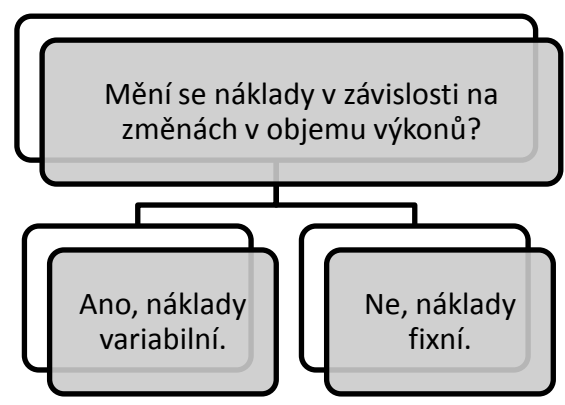 Mění se náklady v závislosti na
změnách v objemu výkonů?
Ano, náklady
variabilní.
Ne, náklady
fixní.